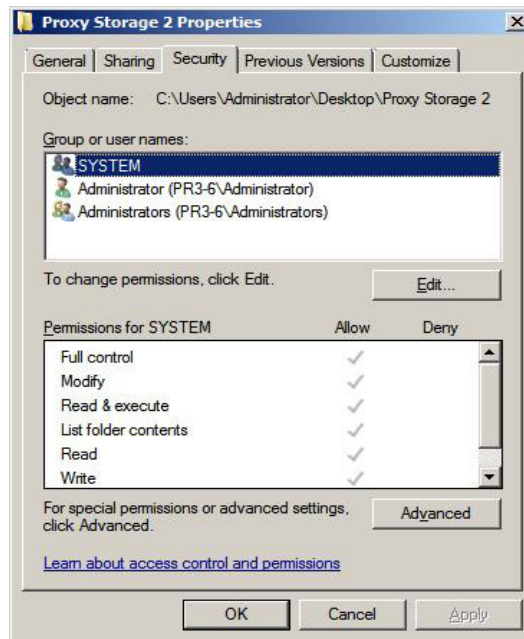 Proxy Storage 2 Properties
General Sharing Security Previous Versions Customize
Object name: C:\Users\Administrator\Desktop\Proxy Storage 2
Group or user names:
SYSTEM
Administrator (PR3-6\Administrator)
Administrators (PR3-6\Administrators)
To change permissions, click Edit.
Edit...
Permissions for SYSTEM Allow Deny
Full control
Modify
Read & execute
List folder contents
Read
Write
For special permissions or advanced settings,
click Advanced.
Advanced
Learn about access control and permissions
OK Cancel Apply